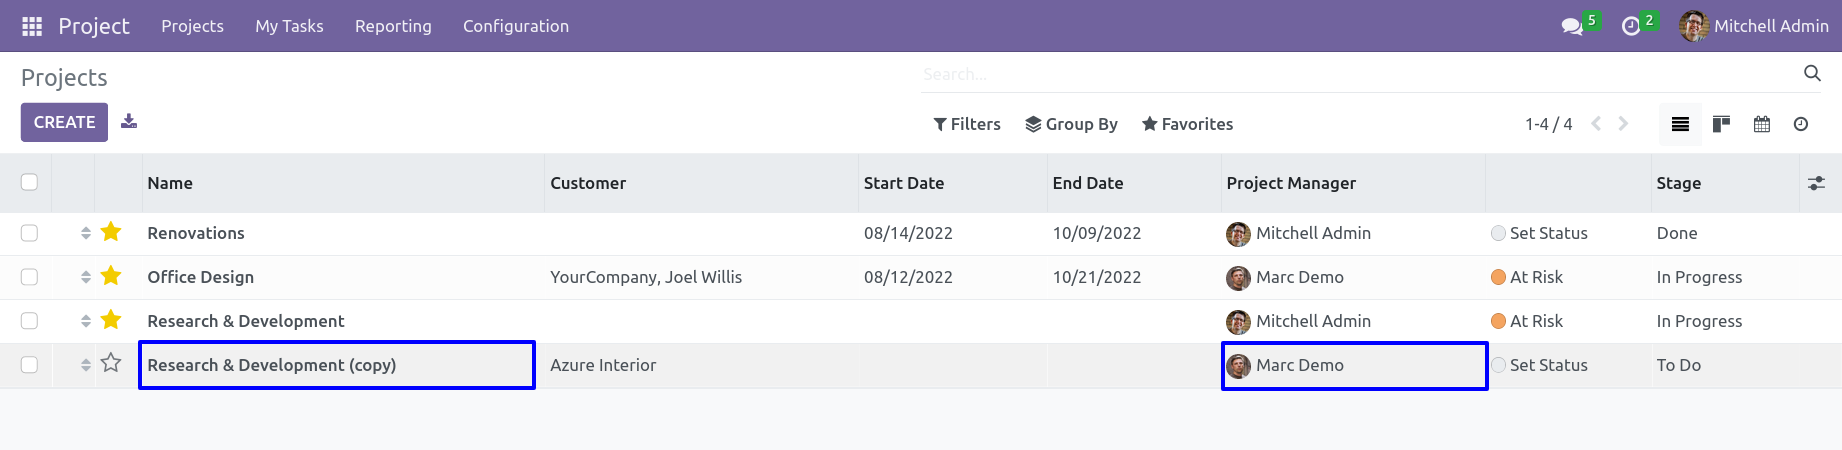 Project Projects My Tasks Reporting Configuration 5 2 Mitchell Admin
Projects
Search...
CREATE
Filters Group By Favorites 1-4 / 4
Name Customer Start Date End Date Project Manager Stage
Renovations 08/14/2022 10/09/2022 Mitchell Admin Set Status Done
Office Design YourCompany, Joel Willis 08/12/2022 10/21/2022 Marc Demo At Risk In Progress
Research & Development Mitchell Admin At Risk In Progress
Research & Development (copy) Azure Interior Marc Demo Set Status To Do